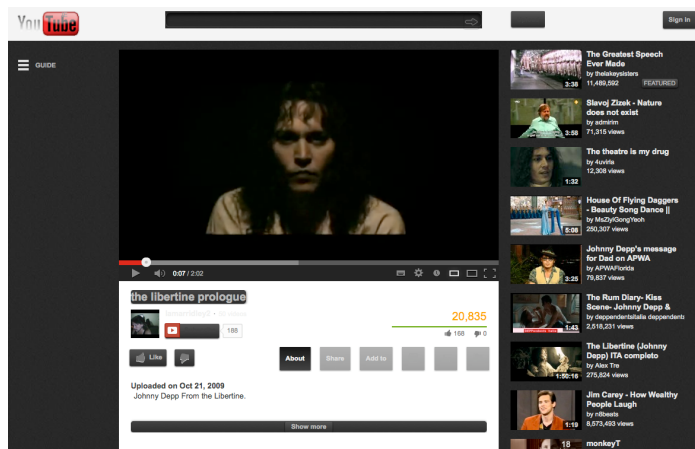 YouTube
Sign In
GUIDE
0:07 / 2:02
the libertine prologue
188
20,835
168
0
Like
About
Share
Add to
Uploaded on Oct 21, 2009
Johnny Depp From the Libertine.
Show more
The Greatest Speech
Ever Made
by thelakeysisters
11,489,592
FEATURED
3:38
Slavoj Zizek - Nature
does not exist
by admirim
71,315 views
3:58
The theatre is my drug
by 4uvirla
12,308 views
1:32
House Of Flying Daggers
- Beauty Song Dance ||
by MsZiyiGongYeoh
250,307 views
5:08
Johnny Depp's message
for Dad on APWA
by APWAFlorida
79,837 views
3:25
The Rum Diary- Kiss
Scene- Johnny Depp &
by deppendentsitalia deppendents
2,618,231 views
1:43
The Libertine (Johnny
Depp) ITA completo
by Alex Tre
275,824 views
1:50:16
Jim Carey - How Wealthy
People Laugh
by n8beats
8,573,493 views
1:19
monkeyT
18